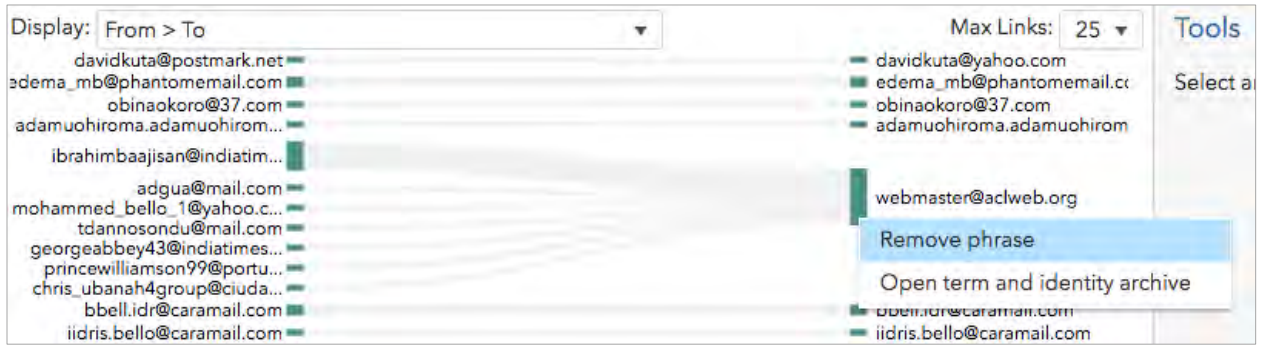 Display: From > To Max Links: 25 Tools
davidkuta@postmark.net davidkuta@yahoo.com
edema_mb@phantomemail.com edema_mb@phantomemail.cc Select a
obinaokoro@37.com obinaokoro@37.com
adamuohiroma.adamuohirom... adamuohiroma.adamuohirom
ibrahimbaajisan@indiatim...
adgua@mail.com
webmaster@aclweb.org
mohammed_bello_1@yahoo.c...
tdannosondu@mail.com
Remove phrase
georgeabbey43@indiatimes...
princewilliamson99@portu...
Open term and identity archive
chris_ubanah4group@ciuda...
bbell.idr@caramail.com bbell.idr@caramail.com
iidris.bello@caramail.com iidris.bello@caramail.com